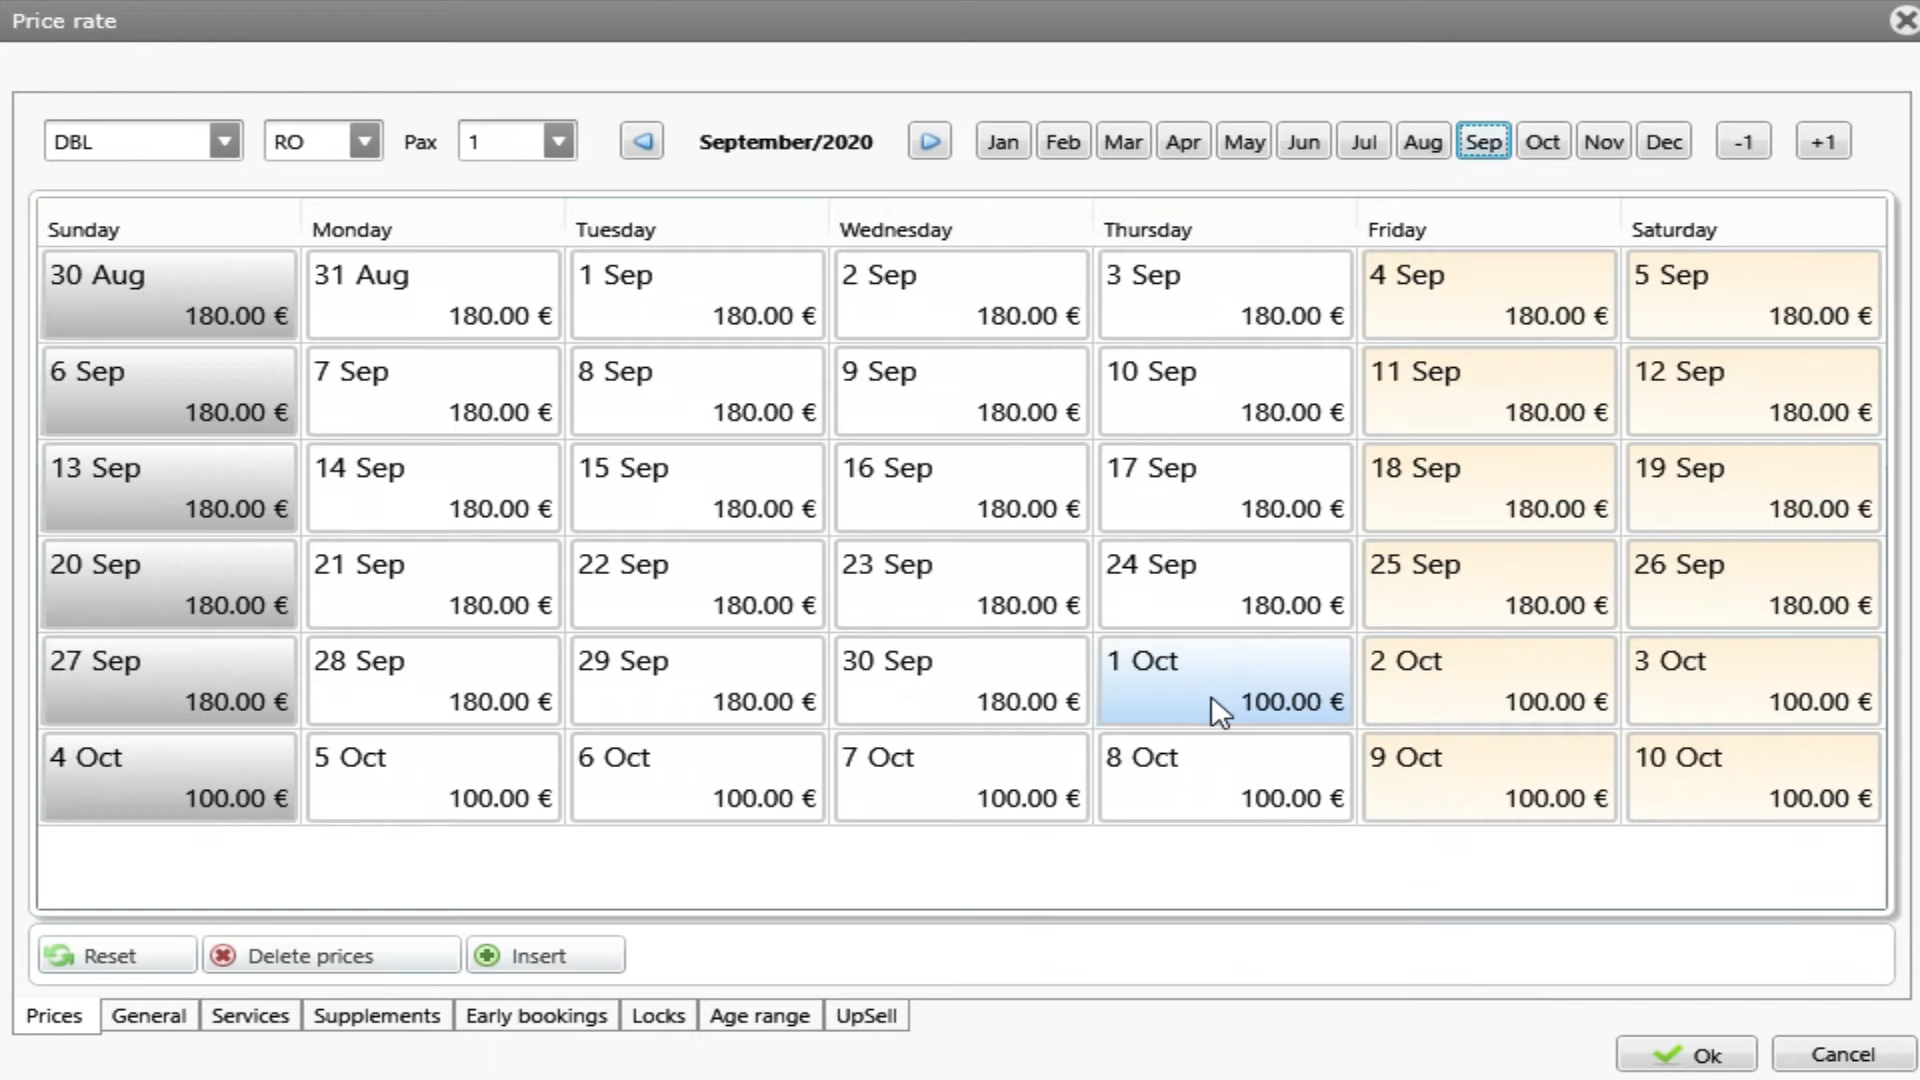 Price rate
DBL RO Pax 1 September/2020 Jan Feb Mar Apr May Jun Jul Aug Sep Oct Nov Dec -1 +1
Sunday Monday Tuesday Wednesday Thursday Friday Saturday
30 Aug 31 Aug 1 Sep 2 Sep 3 Sep 4 Sep 5 Sep
180.00 € 180.00 € 180.00 € 180.00 € 180.00 € 180.00 € 180.00 €
6 Sep 7 Sep 8 Sep 9 Sep 10 Sep 11 Sep 12 Sep
180.00 € 180.00 € 180.00 € 180.00 € 180.00 € 180.00 € 180.00 €
13 Sep 14 Sep 15 Sep 16 Sep 17 Sep 18 Sep 19 Sep
180.00 € 180.00 € 180.00 € 180.00 € 180.00 € 180.00 € 180.00 €
20 Sep 21 Sep 22 Sep 23 Sep 24 Sep 25 Sep 26 Sep
180.00 € 180.00 € 180.00 € 180.00 € 180.00 € 180.00 € 180.00 €
27 Sep 28 Sep 29 Sep 30 Sep 1 Oct 2 Oct 3 Oct
180.00 € 180.00 € 180.00 € 180.00 € 100.00 € 100.00 € 100.00 €
4 Oct 5 Oct 6 Oct 7 Oct 8 Oct 9 Oct 10 Oct
100.00 € 100.00 € 100.00 € 100.00 € 100.00 € 100.00 € 100.00 €
Reset Delete prices Insert
Prices General Services Supplements Early bookings Locks Age range UpSell
Ok Cancel